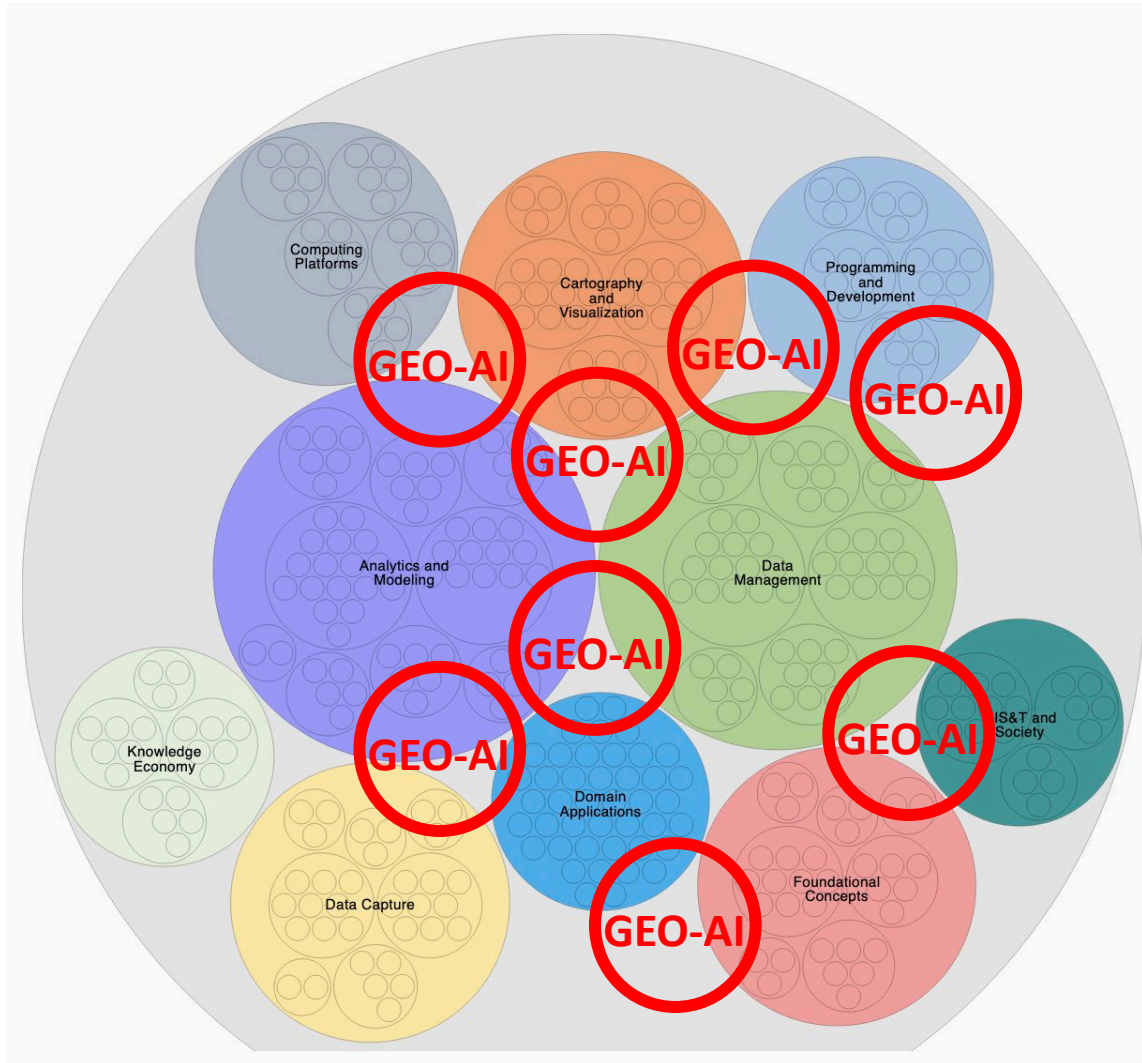 Computing
Platforms
Cartography
and
Visualization
Programming
and
Development
GEO-AI
GEO-AI
GEO-AI
GEO-AI
Analytics and
Modeling
Data
Management
GEO-AI
GEO-AI
GEO-AI
IS&T and
Society
Knowledge
Economy
Domain
Applications
Data Capture
Foundational
Concepts
GEO-AI